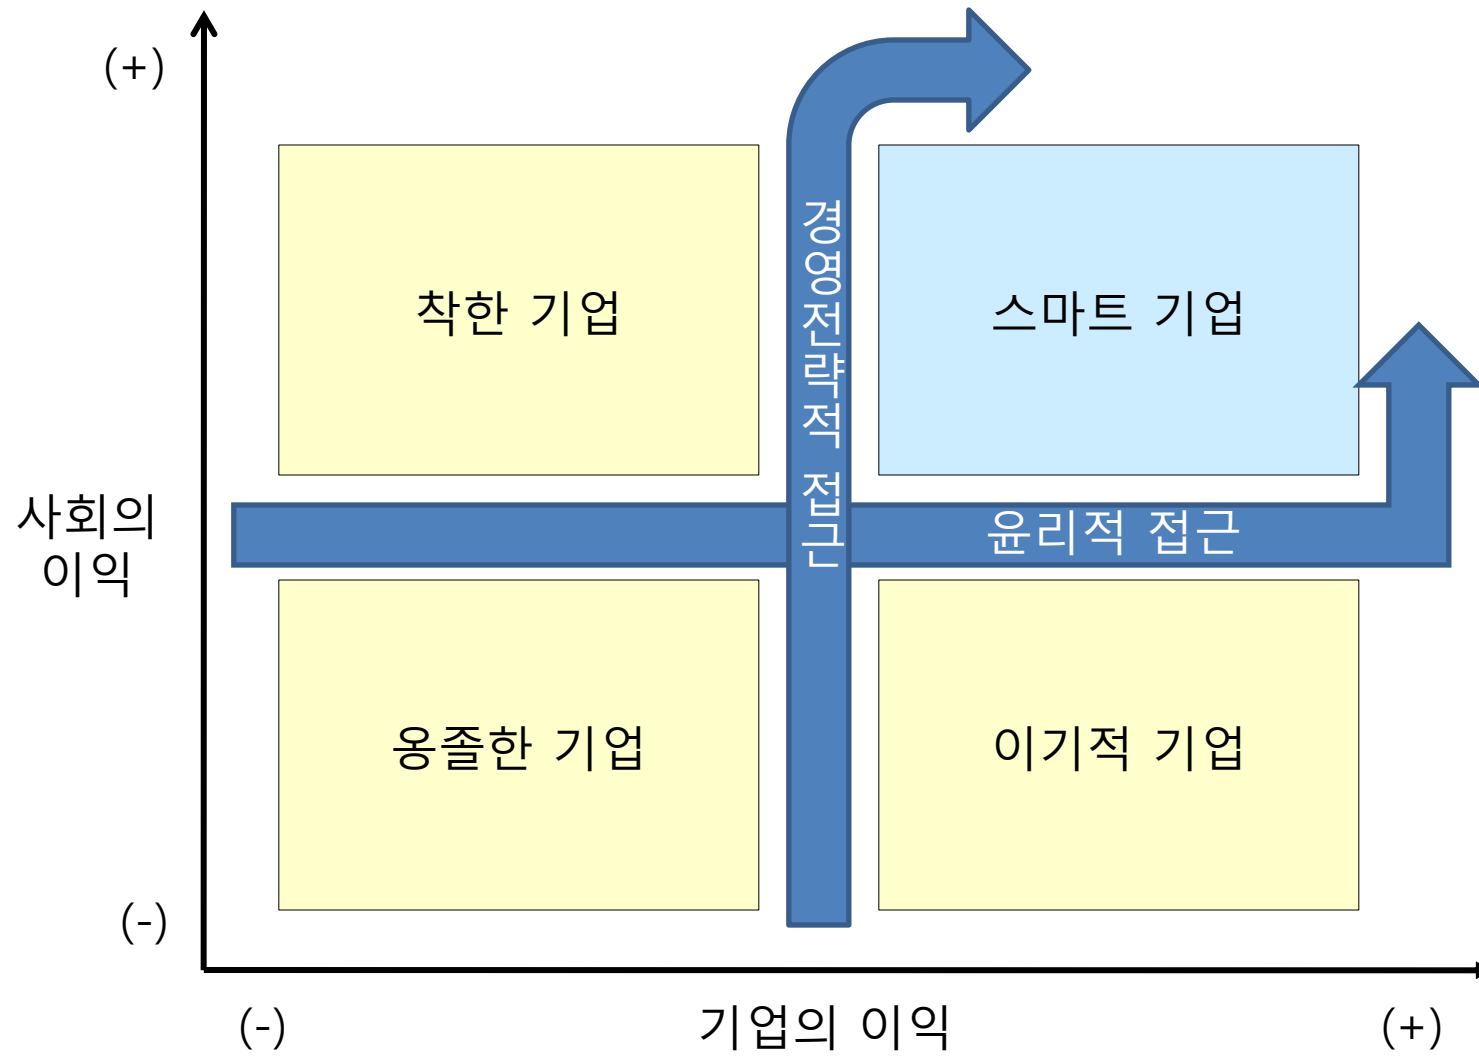 (+)
착한 기업
스마트 기업
경영전략적 접근
사회의
이익
윤리적 접근
옹졸한 기업
이기적 기업
(-)
(-)
기업의 이익
(+)